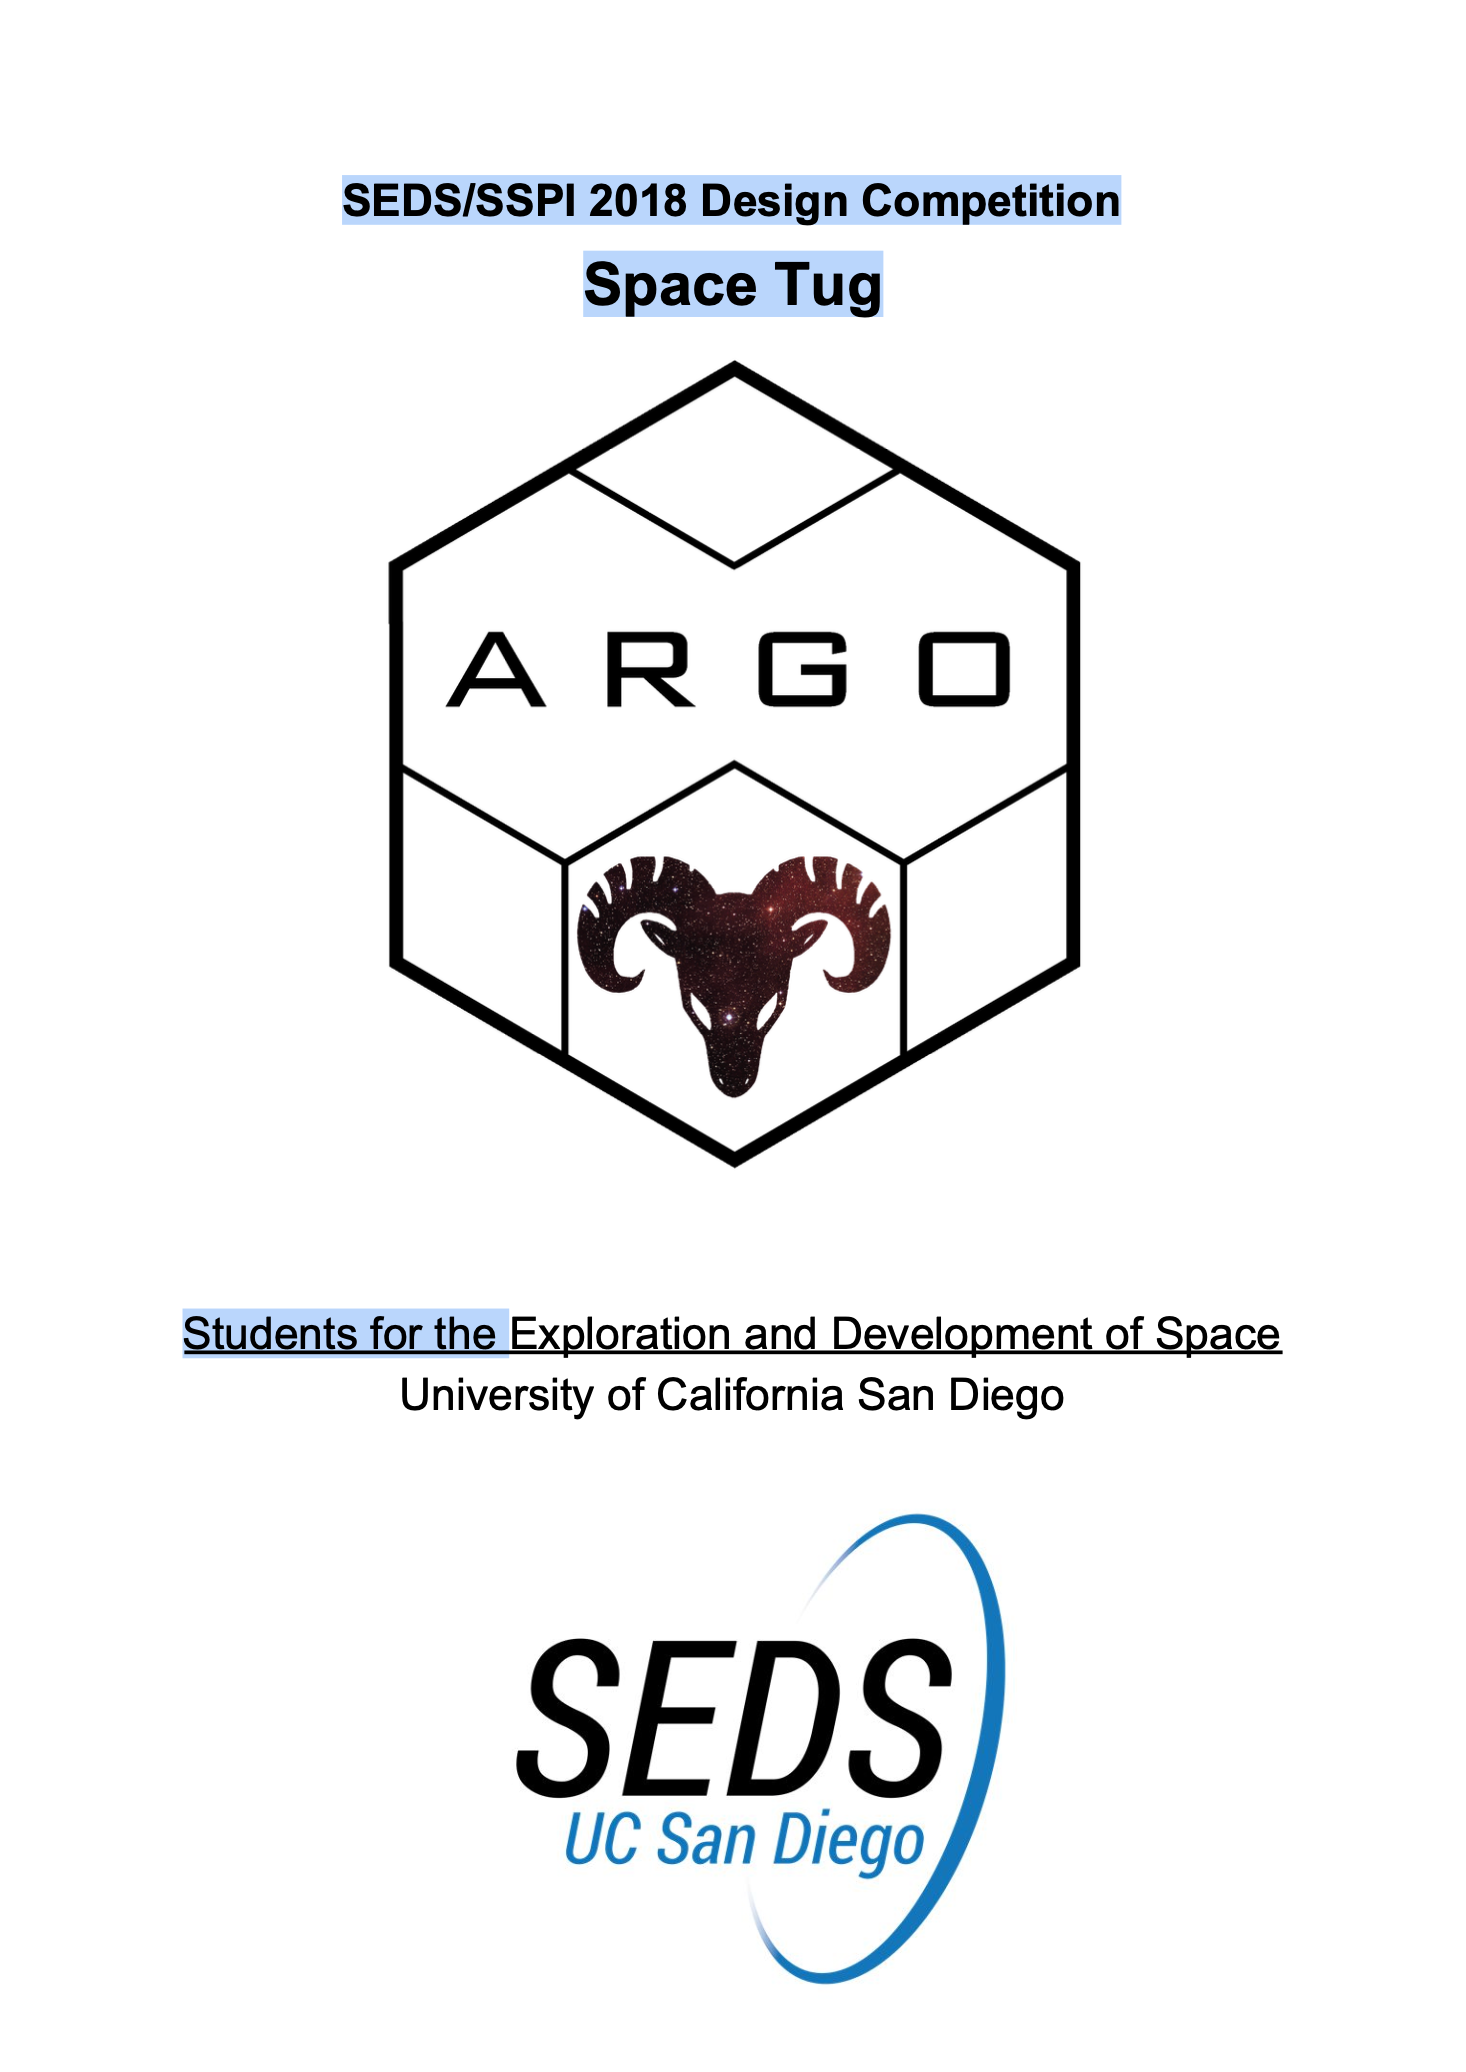 SEDS/SSPI 2018 Design Competition
Space Tug
ARGO
Students for the Exploration and Development of Space
University of California San Diego
SEDS
UC San Diego